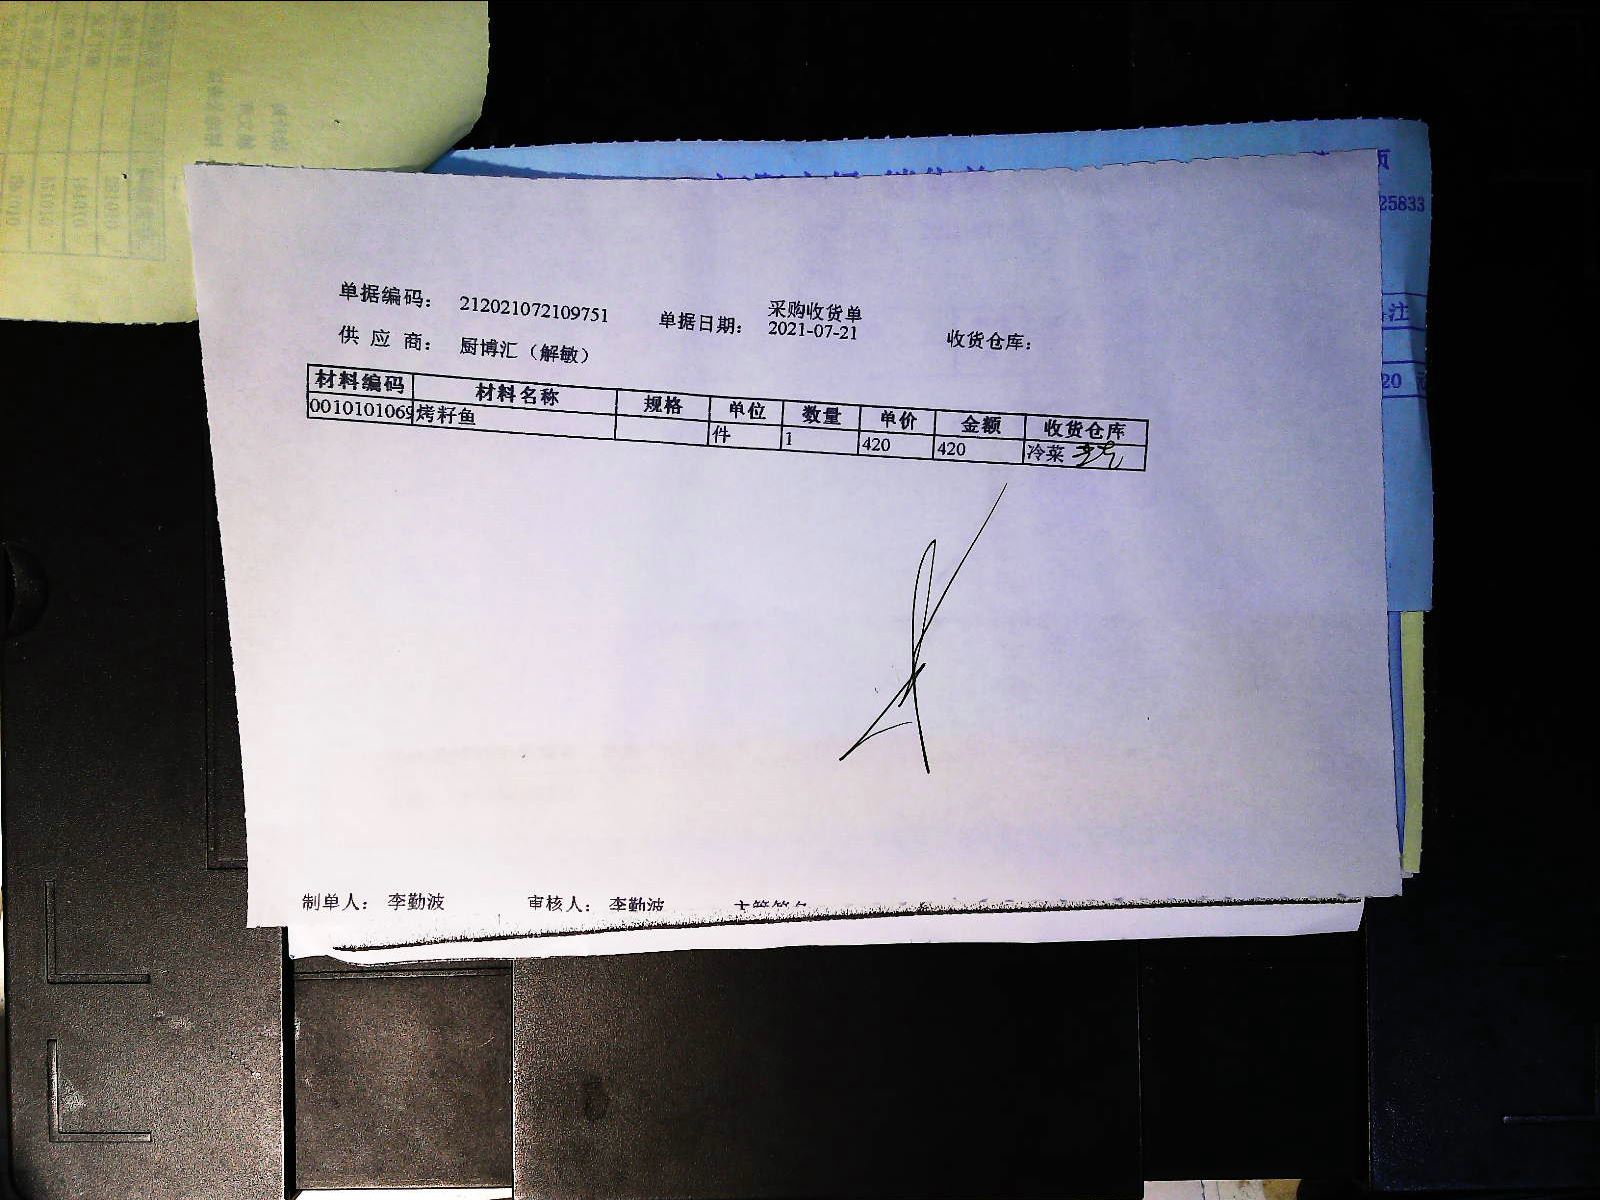 采购收货单
单据编码： 212021072109751 单据日期： 2021-07-21 收货仓库：
供 应 商： 厨博汇（解敏）
材料编码 材料名称 规格 单位 数量 单价 金额 收货仓库
0010101069 烤籽鱼 件 1 420 420 冷菜
制单人： 李勤波 审核人： 李勤波
25833
注
20